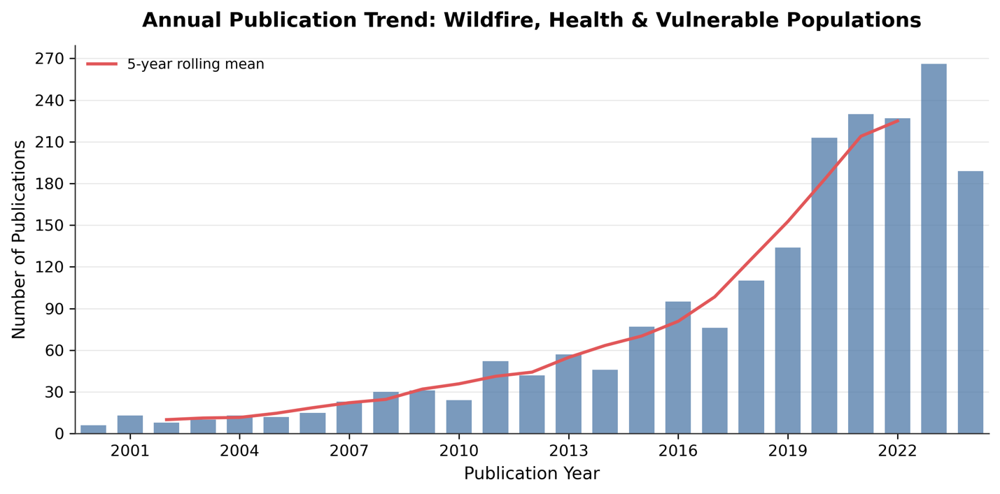 Annual Publication Trend: Wildfire, Health & Vulnerable Populations
5-year rolling mean
Number of Publications
270
240
210
180
150
120
90
60
30
0
2001 2004 2007 2010 2013 2016 2019 2022
Publication Year